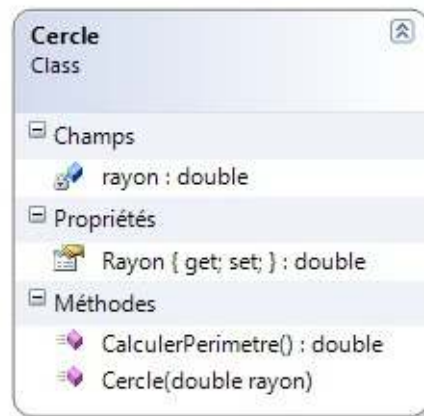 Cercle
Class
Champs
rayon : double
Propriétés
Rayon { get; set; } : double
Méthodes
CalculerPerimetre() : double
Cercle(double rayon)